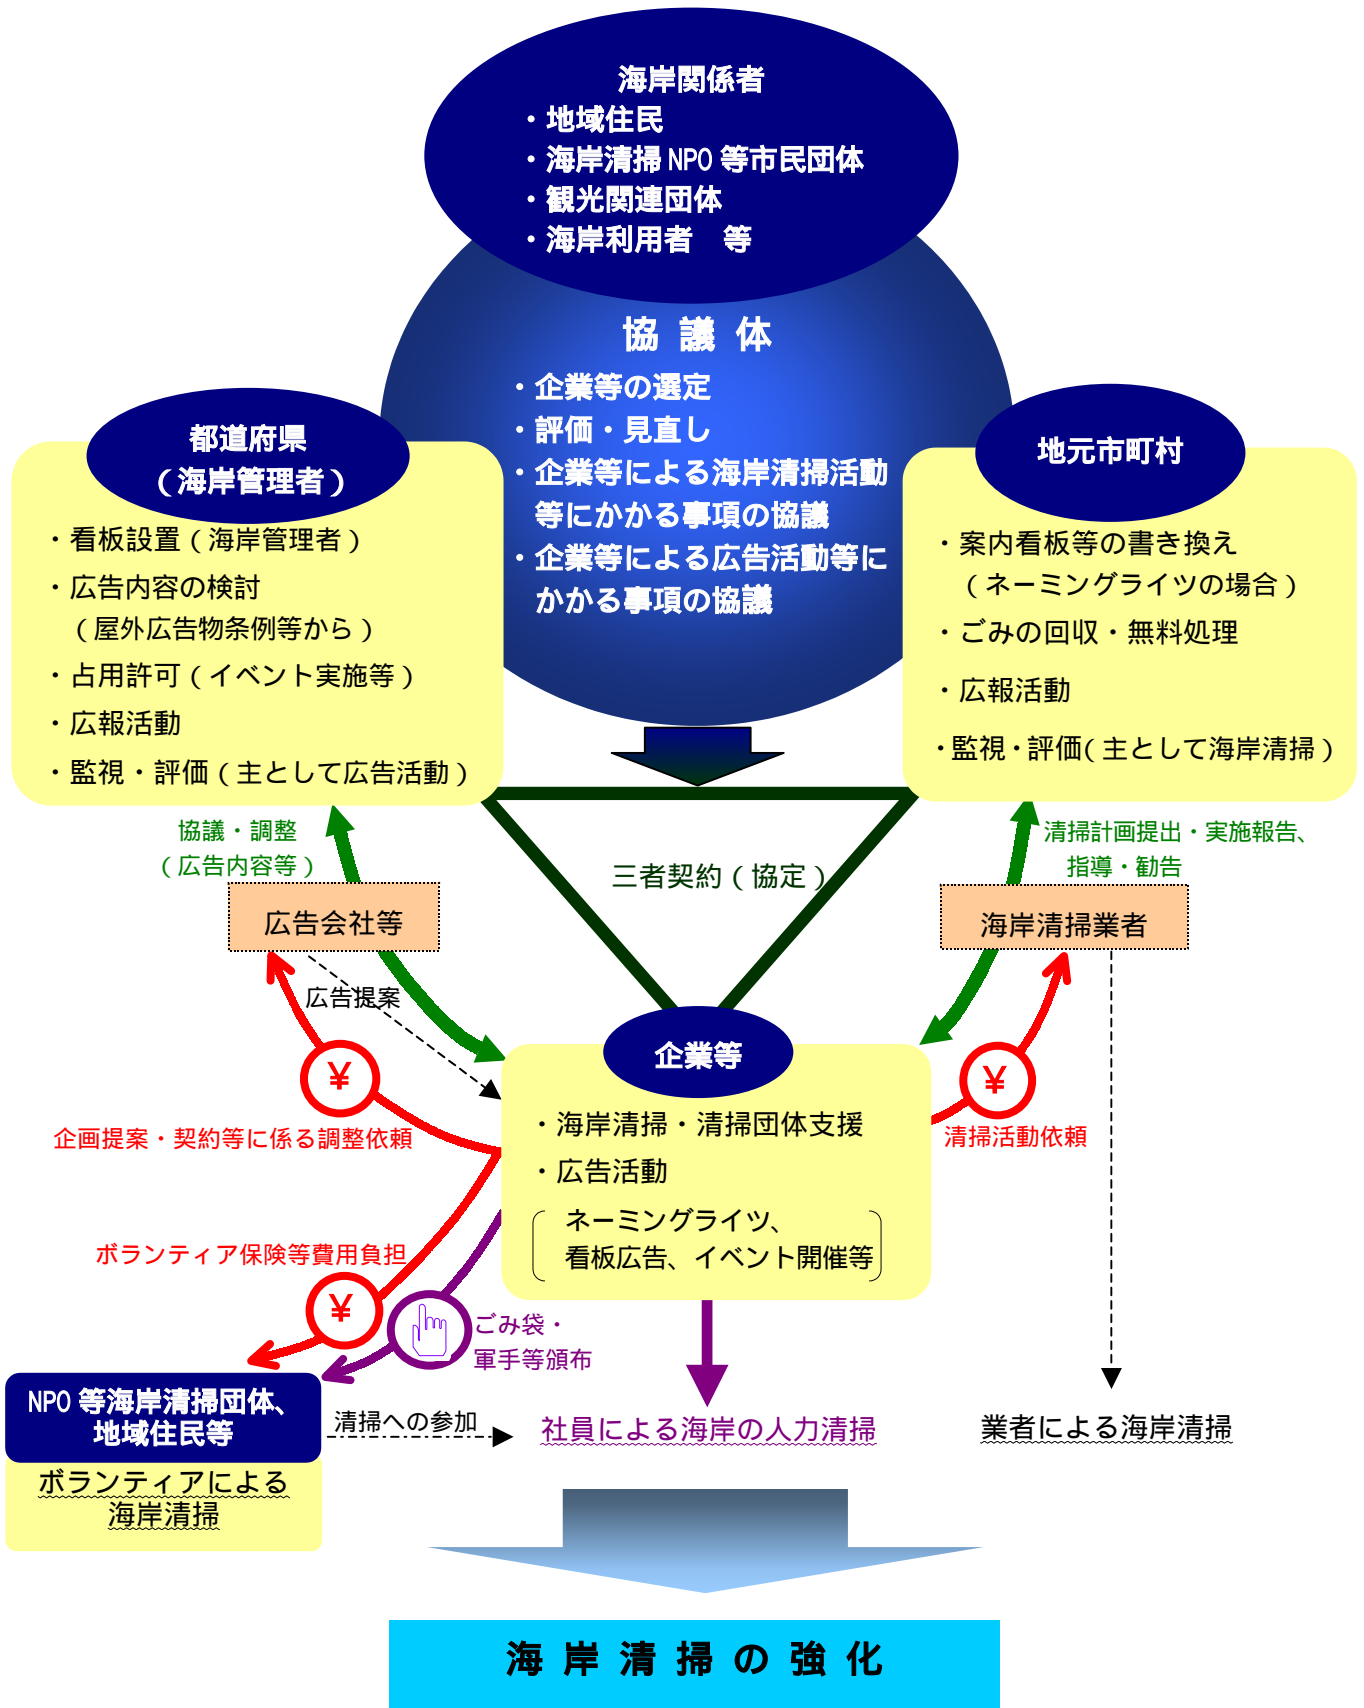 海岸関係者
・地域住民
・海岸清掃NPO等市民団体
・観光関連団体
・海岸利用者　等
協 議 体
・企業等の選定
・評価・見直し
・企業等による海岸清掃活動
等にかかる事項の協議
・企業等による広告活動等に
かかる事項の協議
都道府県
（海岸管理者）
・看板設置（海岸管理者）
・広告内容の検討
（屋外広告物条例等から）
・占用許可（イベント実施等）
・広報活動
・監視・評価（主として広告活動）
地元市町村
・案内看板等の書き換え
（ネーミングライツの場合）
・ごみの回収・無料処理
・広報活動
・監視・評価（主として海岸清掃）
協議・調整
（広告内容等）
三者契約（協定）
清掃計画提出・実施報告、
指導・勧告
広告会社等
海岸清掃業者
広告提案
¥
企画提案・契約等に係る調整依頼
企業等
・海岸清掃・清掃団体支援
・広告活動
ネーミングライツ、
看板広告、イベント開催等
¥
清掃活動依頼
ボランティア保険等費用負担
¥
ごみ袋・
軍手等頒布
NPO等海岸清掃団体、
地域住民等
ボランティアによる
海岸清掃
清掃への参加
社員による海岸の人力清掃
業者による海岸清掃
海 岸 清 掃 の 強 化